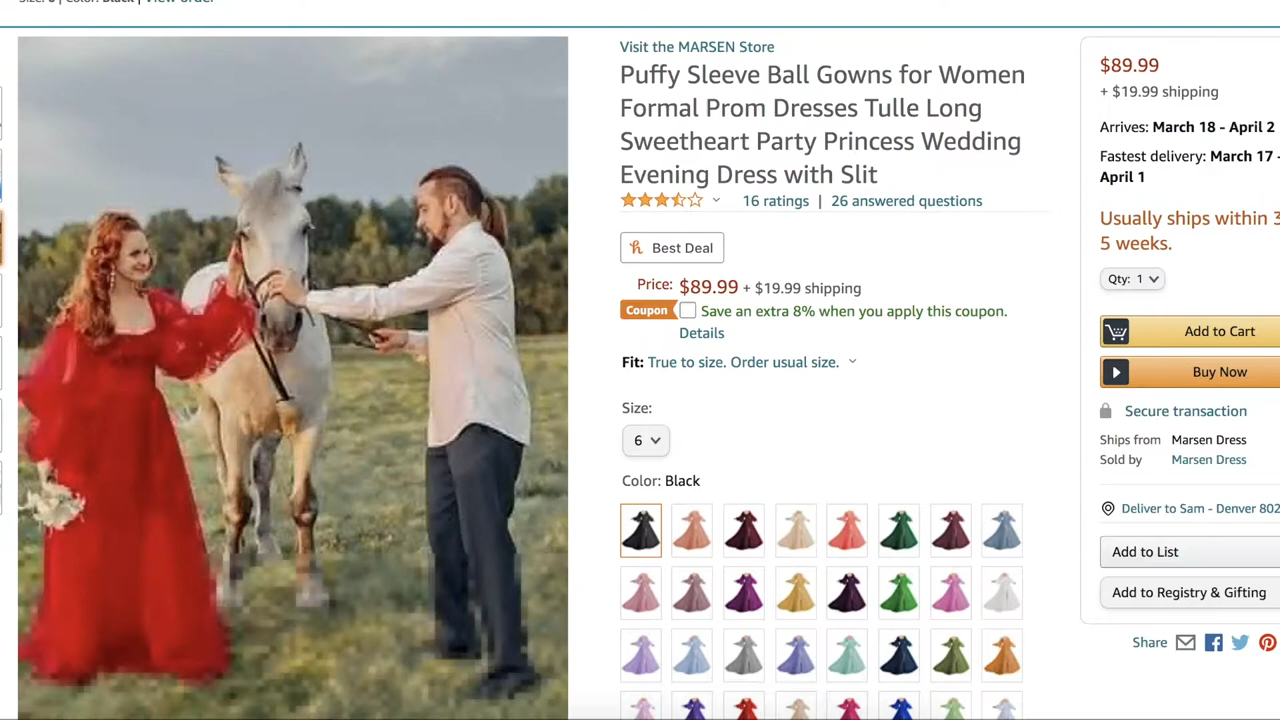 Color: Black | View order
Visit the MARSEN Store
Puffy Sleeve Ball Gowns for Women
Formal Prom Dresses Tulle Long
Sweetheart Party Princess Wedding
Evening Dress with Slit
16 ratings | 26 answered questions
Best Deal
Price: $89.99 + $19.99 shipping
Coupon Save an extra 8% when you apply this coupon.
Details
Fit: True to size. Order usual size.
Size:
6
Color: Black
$89.99
+ $19.99 shipping
Arrives: March 18 - April 2
Fastest delivery: March 17 -
April 1
Usually ships within 3
5 weeks.
Qty: 1
Add to Cart
Buy Now
Secure transaction
Ships from Marsen Dress
Sold by Marsen Dress
Deliver to Sam - Denver 802
Add to List
Add to Registry & Gifting
Share